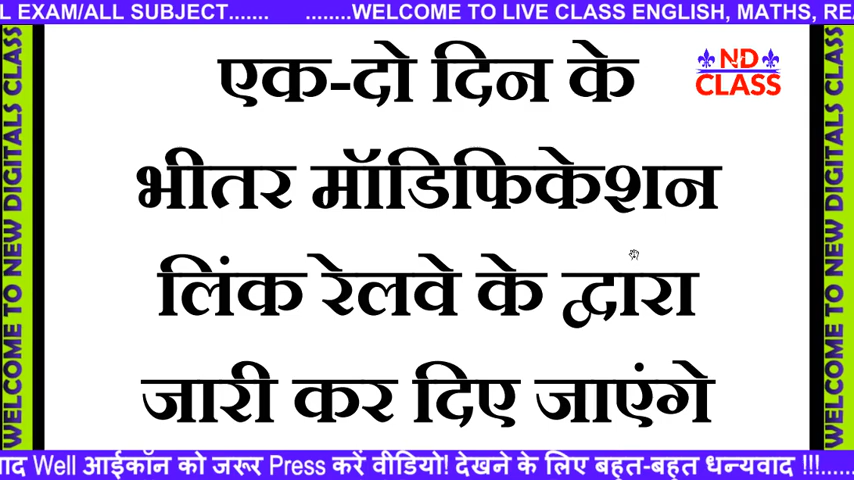 L EXAM/ALL SUBJECT....... ........WELCOME TO LIVE CLASS ENGLISH, MATHS, REA
ND
CLASS
एक-दो दिन के
भीतर मॉडिफिकेशन
लिंक रेलवे के द्वारा
जारी कर दिए जाएंगे
WELCOME TO NEW DIGITALS CLASS
WELCOME TO NEW DIGITALS CLASS
ाद Well आईकॉन को जरूर Press करें वीडियो! देखने के लिए बहुत-बहुत धन्यवाद !!!......